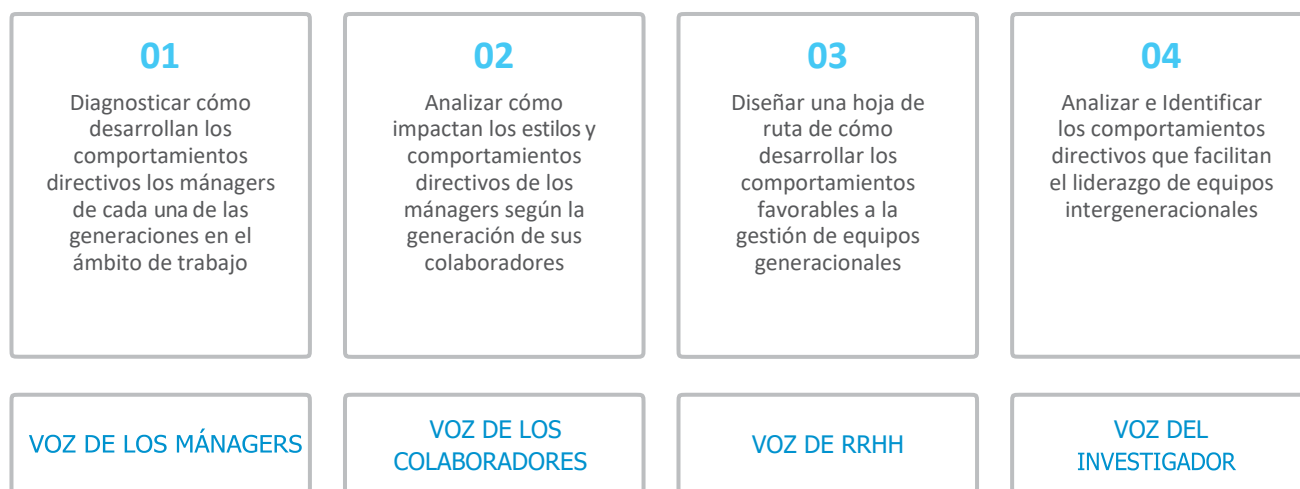 01
Diagnosticar cómo
desarrollan los
comportamientos
directivos los mánagers
de cada una de las
generaciones en el
ámbito de trabajo
02
Analizar cómo
impactan los estilos y
comportamientos
directivos de los
mánagers según la
generación de sus
colaboradores
03
Diseñar una hoja de
ruta de cómo
desarrollar los
comportamientos
favorables a la
gestión de equipos
generacionales
04
Analizar e Identificar
los comportamientos
directivos que facilitan
el liderazgo de equipos
intergeneracionales
VOZ DE LOS MÁNAGERS
VOZ DE LOS
COLABORADORES
VOZ DE RRHH
VOZ DEL
INVESTIGADOR